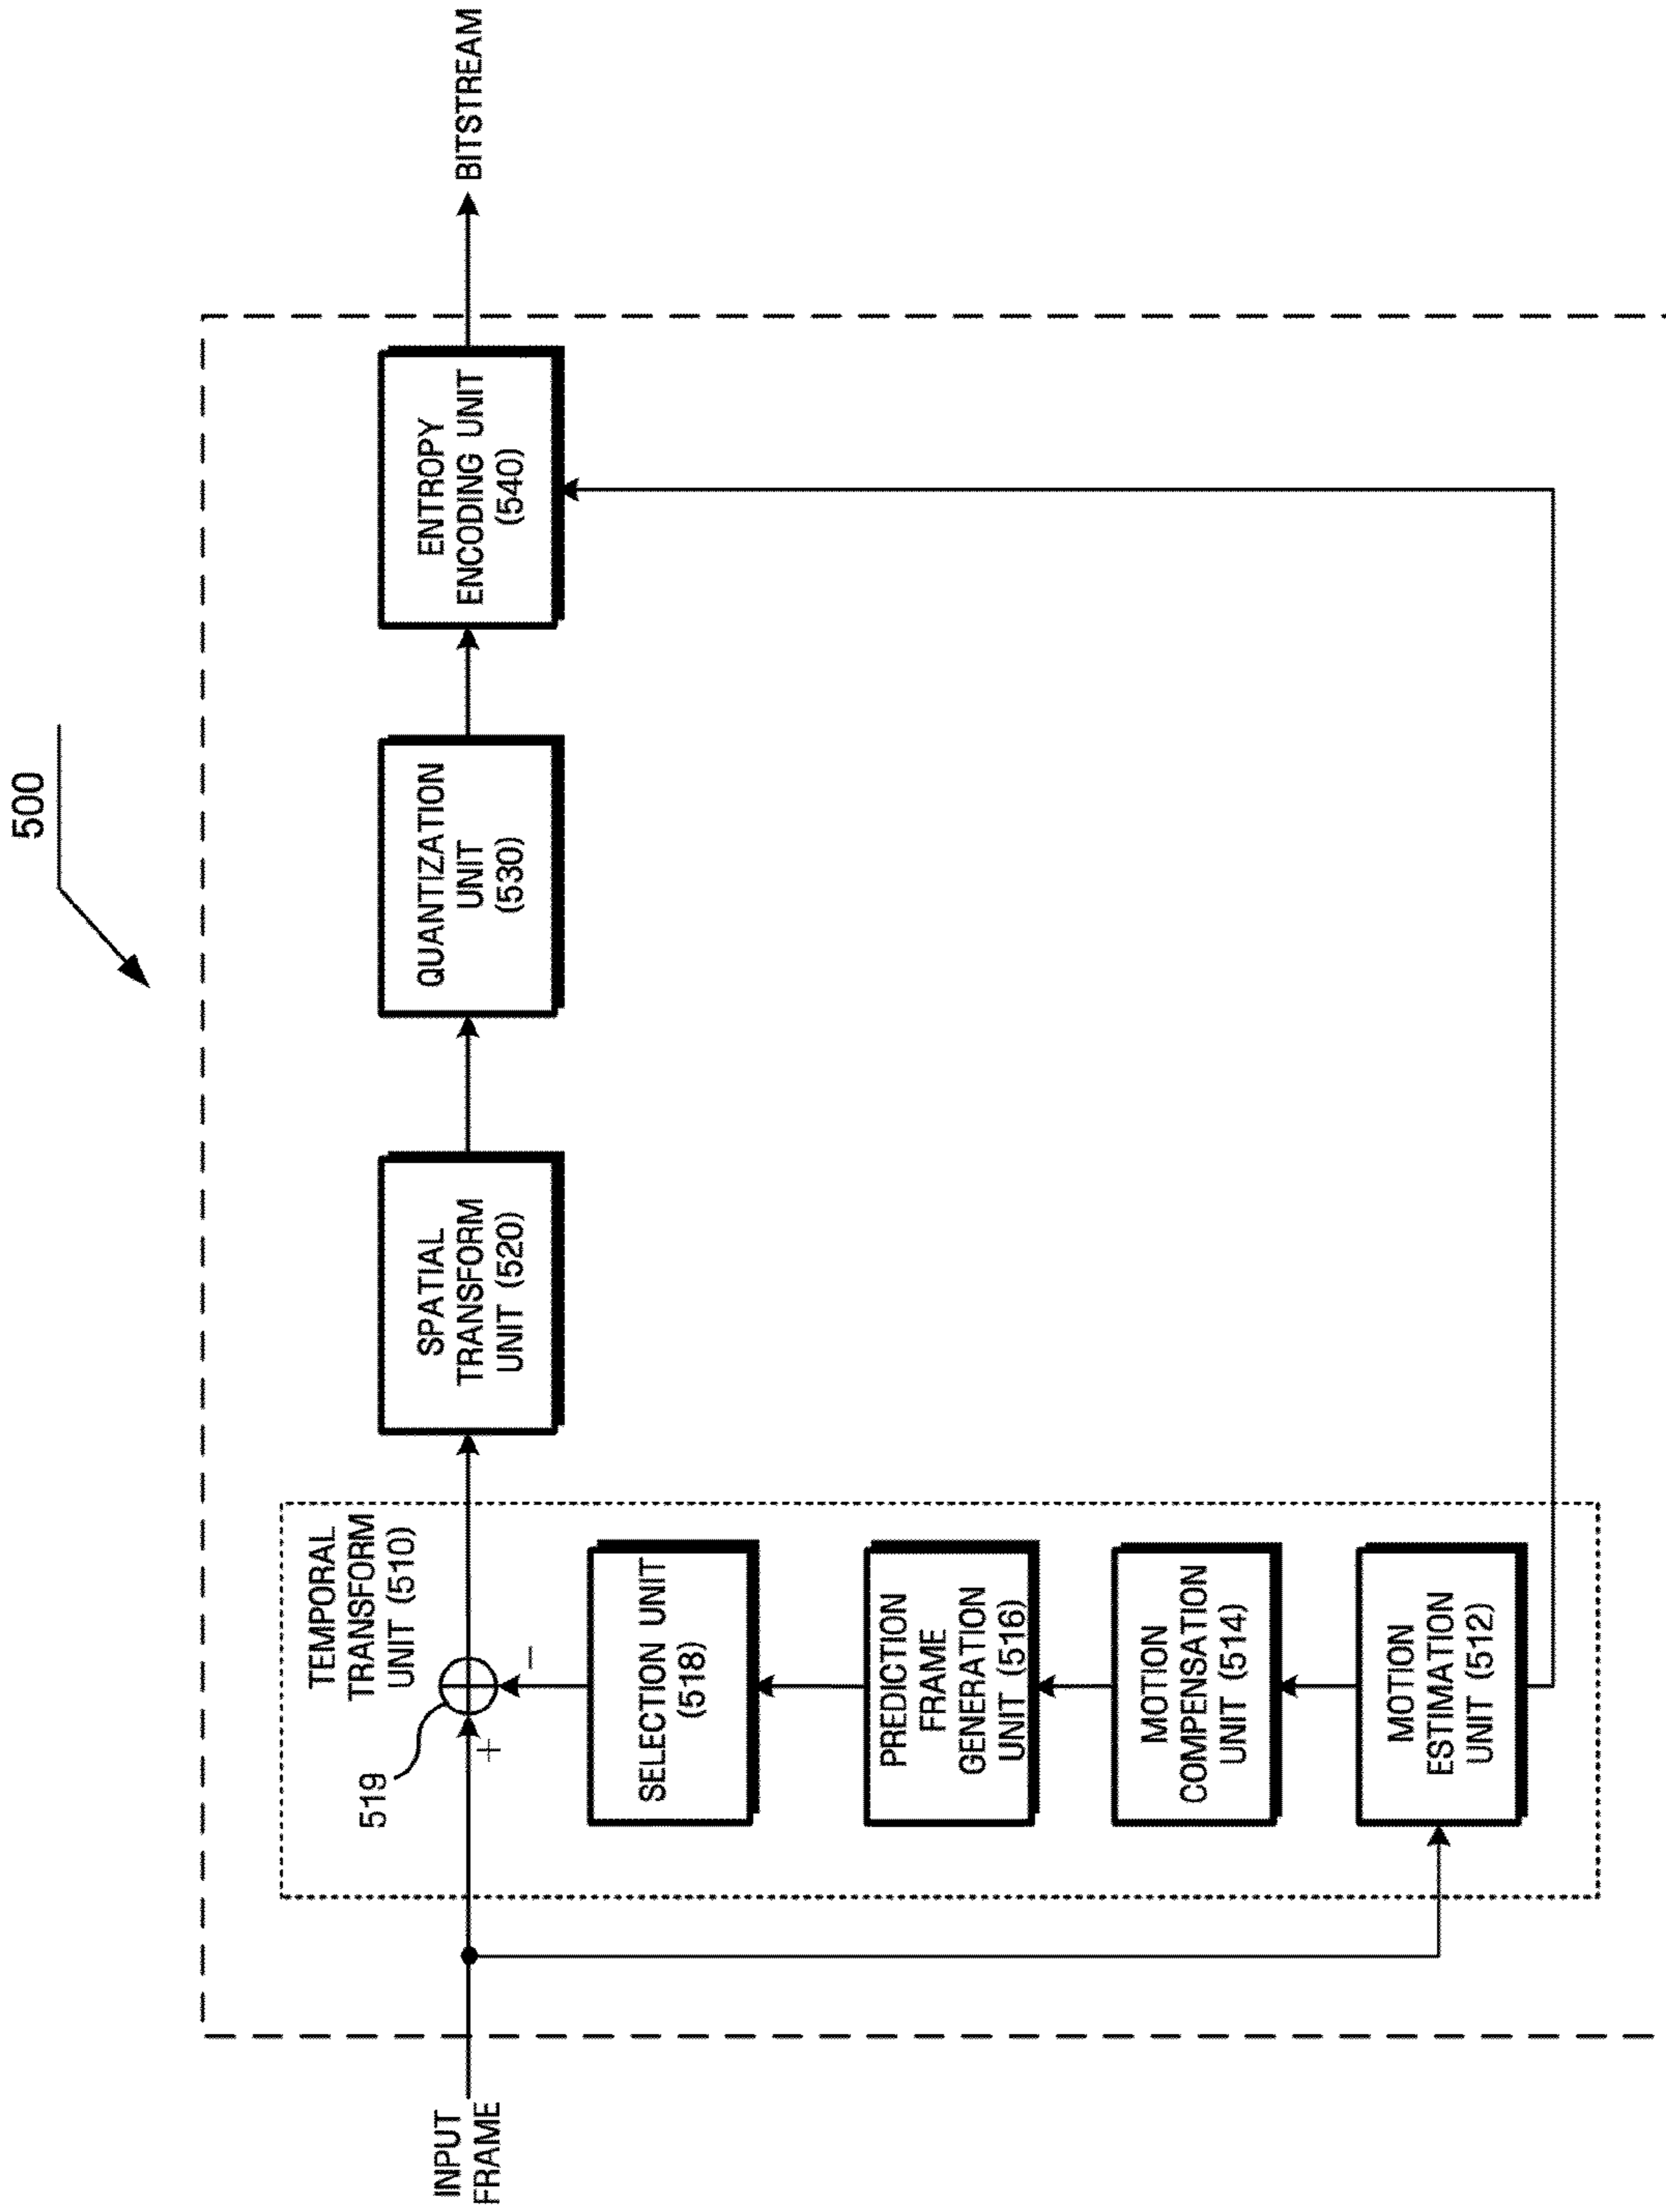 500
INPUT
FRAME
519
+
−
TEMPORAL
TRANSFORM
UNIT (510)
SPATIAL
TRANSFORM
UNIT (520)
QUANTIZATION
UNIT
(530)
ENTROPY
ENCODING UNIT
(540)
BITSTREAM
SELECTION UNIT
(518)
PREDICTION
FRAME
GENERATION
UNIT (516)
MOTION
COMPENSATION
UNIT (514)
MOTION
ESTIMATION
UNIT (512)